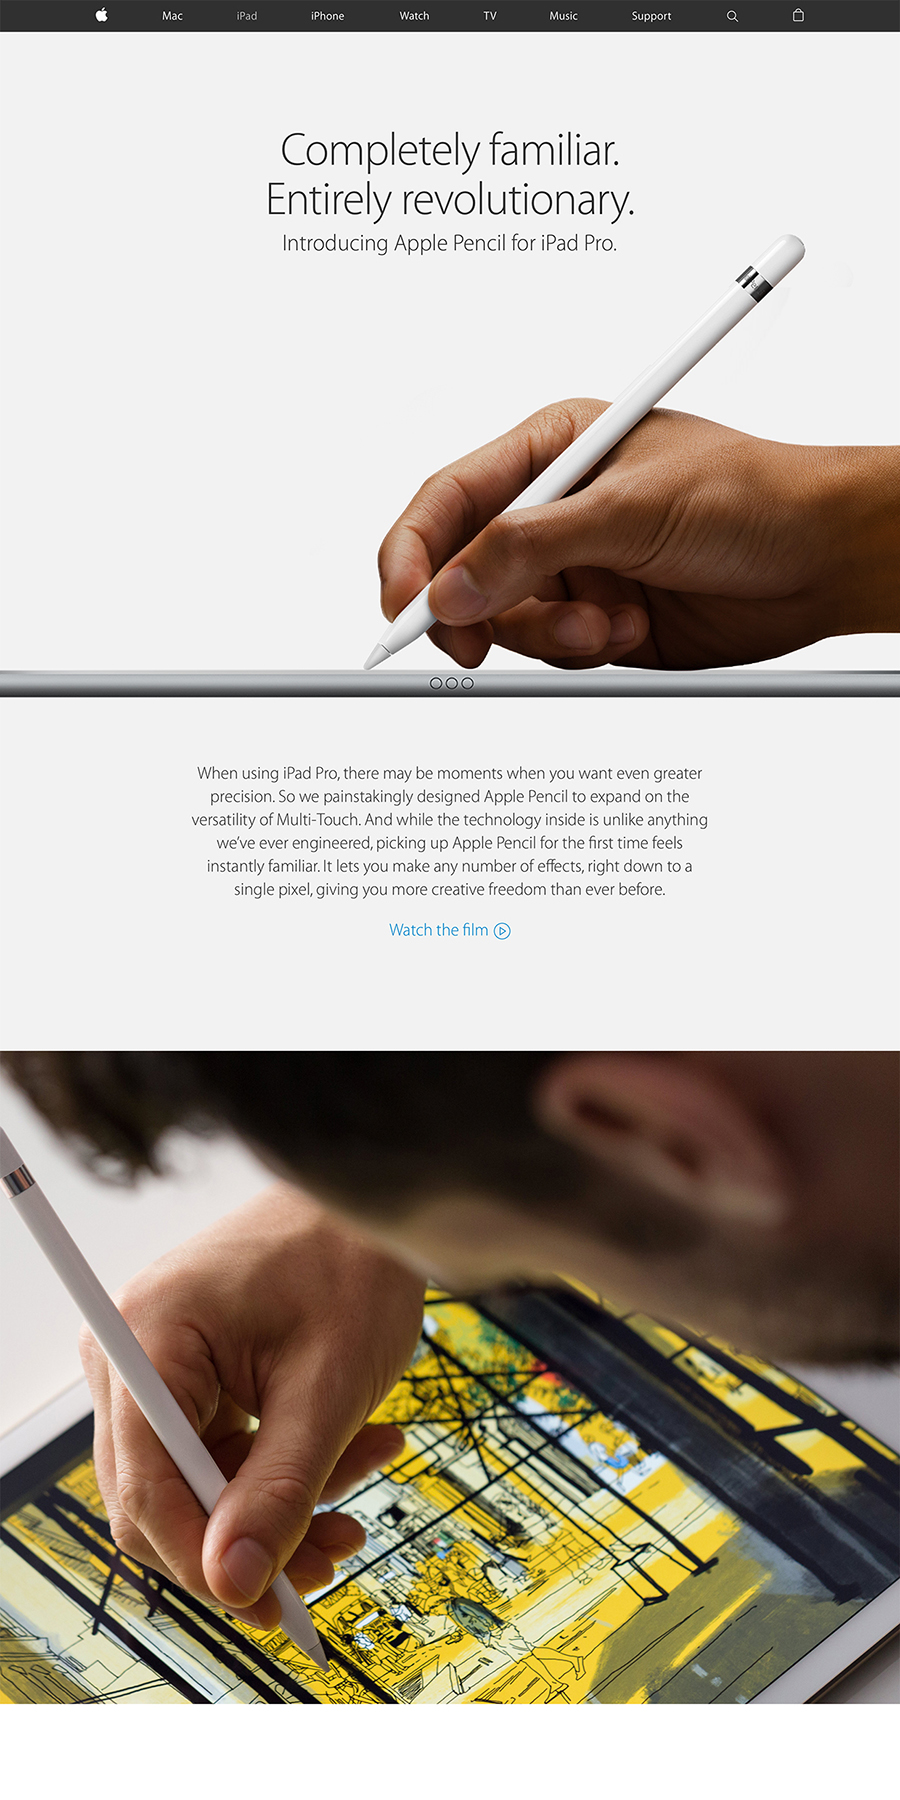 Mac iPad iPhone Watch TV Music Support
Completely familiar.
Entirely revolutionary.
Introducing Apple Pencil for iPad Pro.
When using iPad Pro, there may be moments when you want even greater
precision. So we painstakingly designed Apple Pencil to expand on the
versatility of Multi-Touch. And while the technology inside is unlike anything
we’ve ever engineered, picking up Apple Pencil for the first time feels
instantly familiar. It lets you make any number of effects, right down to a
single pixel, giving you more creative freedom than ever before.
Watch the film